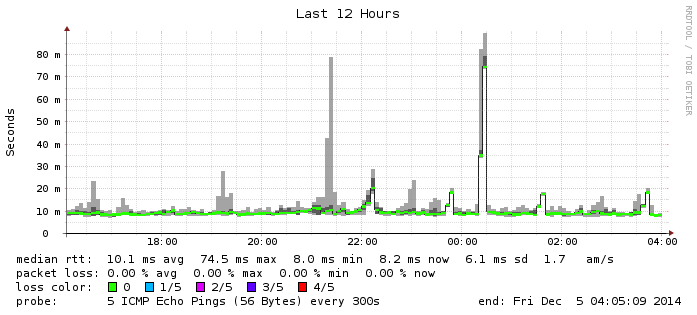 Last 12 Hours
RRDTOOL / TOBI OETIKER
Seconds
80 m
70 m
60 m
50 m
40 m
30 m
20 m
10 m
0
18:00 20:00 22:00 00:00 02:00 04:00
median rtt: 10.1 ms avg 74.5 ms max 8.0 ms min 8.2 ms now 6.1 ms sd 1.7 am/s
packet loss: 0.00 % avg 0.00 % max 0.00 % min 0.00 % now
loss color: 0 1/5 2/5 3/5 4/5
probe: 5 ICMP Echo Pings (56 Bytes) every 300s end: Fri Dec 5 04:05:09 2014